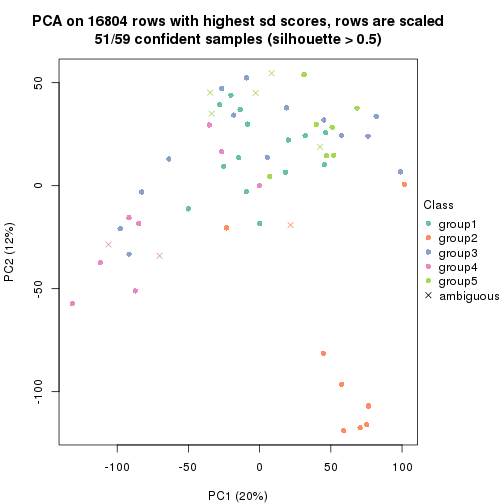 PCA on 16804 rows with highest sd scores, rows are scaled
51/59 confident samples (silhouette > 0.5)
PC2 (12%)
50
0
-50
-100
-100
-50
0
50
100
PC1 (20%)
Class
group1
group2
group3
group4
group5
ambiguous